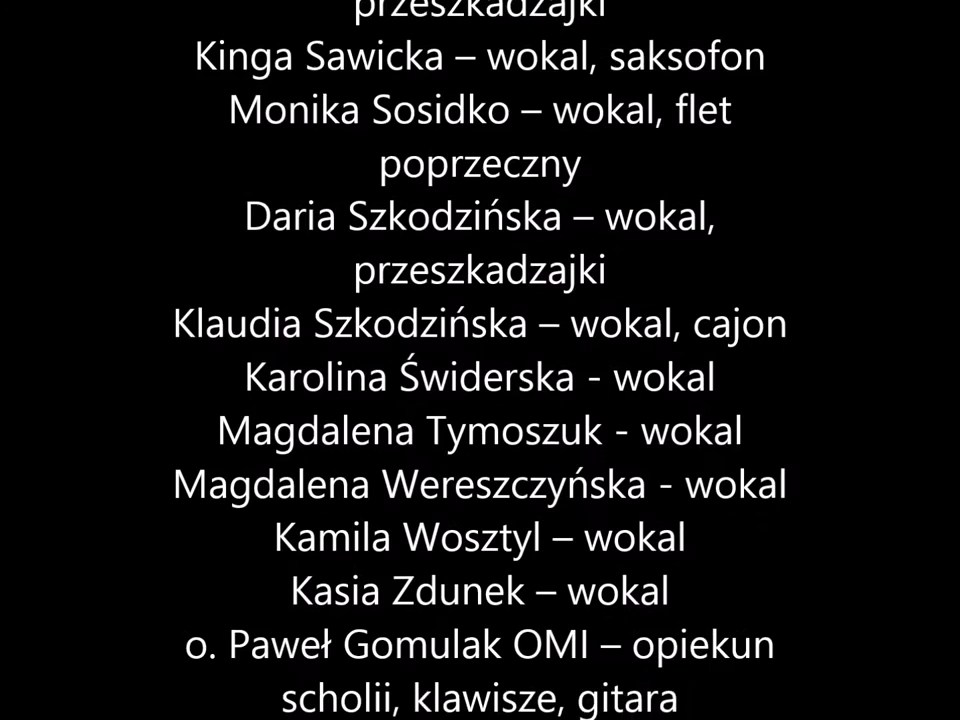 przeszkadzajki
Kinga Sawicka – wokal, saksofon
Monika Sosidko – wokal, flet
poprzeczny
Daria Szkodzińska – wokal,
przeszkadzajki
Klaudia Szkodzińska – wokal, cajon
Karolina Świderska - wokal
Magdalena Tymoszuk - wokal
Magdalena Wereszczyńska - wokal
Kamila Wosztyl – wokal
Kasia Zdunek – wokal
o. Paweł Gomulak OMI – opiekun
scholii, klawisze, gitara